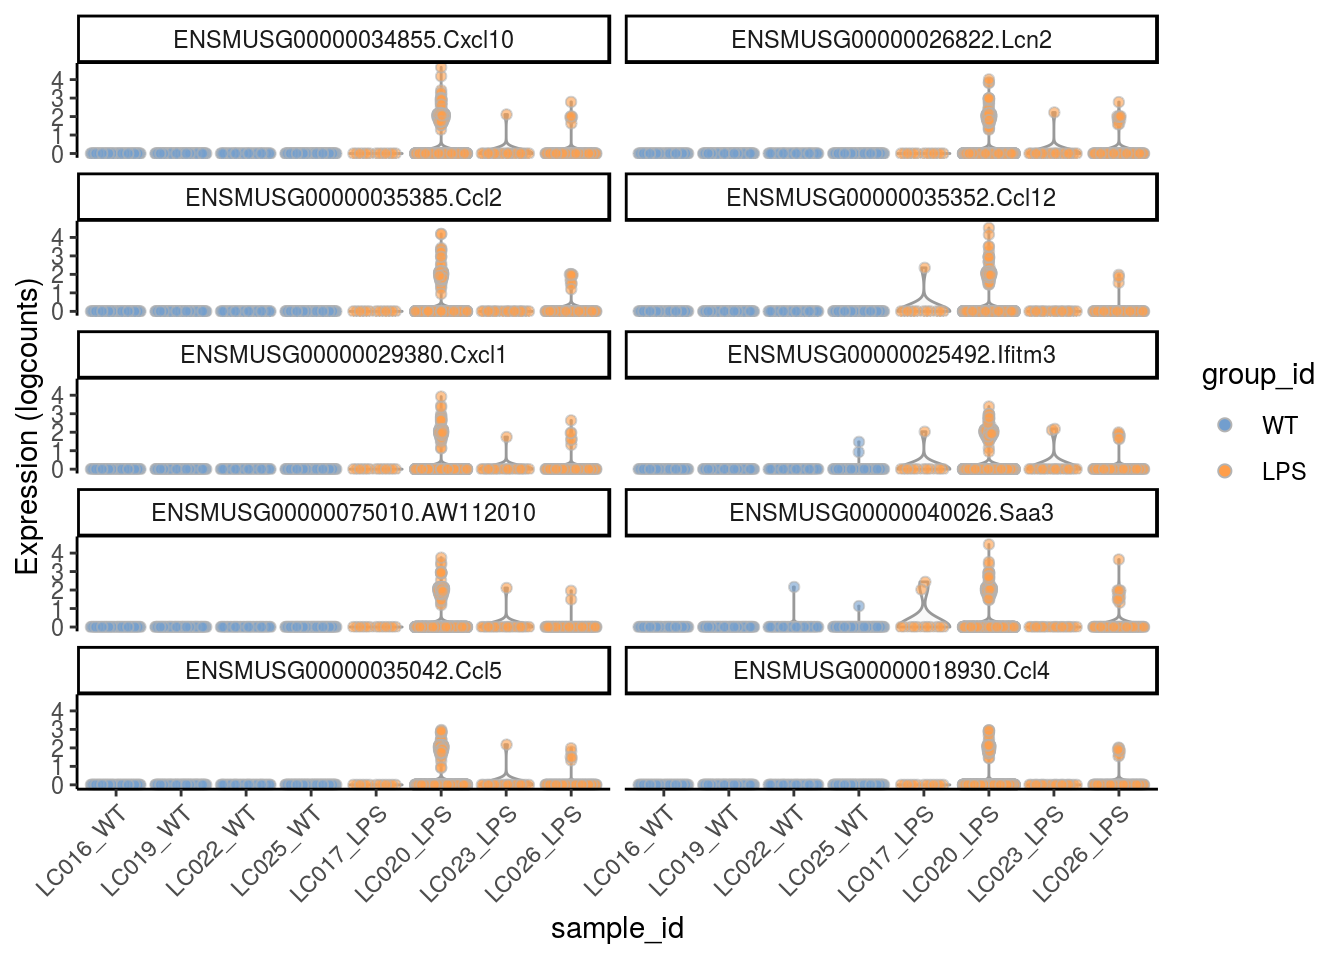 ENSMUSG00000034855.Cxcl10
ENSMUSG00000026822.Lcn2
4
3
2
1
0
ENSMUSG00000035385.Ccl2
ENSMUSG00000035352.Ccl12
4
3
2
1
0
ENSMUSG00000029380.Cxcl1
ENSMUSG00000025492.Ifitm3
4
3
2
1
0
ENSMUSG00000075010.AW112010
ENSMUSG00000040026.Saa3
4
3
2
1
0
ENSMUSG00000035042.Ccl5
ENSMUSG00000018930.Ccl4
4
3
2
1
0
Expression (logcounts)
LC016_WT
LC019_WT
LC022_WT
LC025_WT
LC017_LPS
LC020_LPS
LC023_LPS
LC026_LPS
LC016_WT
LC019_WT
LC022_WT
LC025_WT
LC017_LPS
LC020_LPS
LC023_LPS
LC026_LPS
sample_id
group_id
WT
LPS